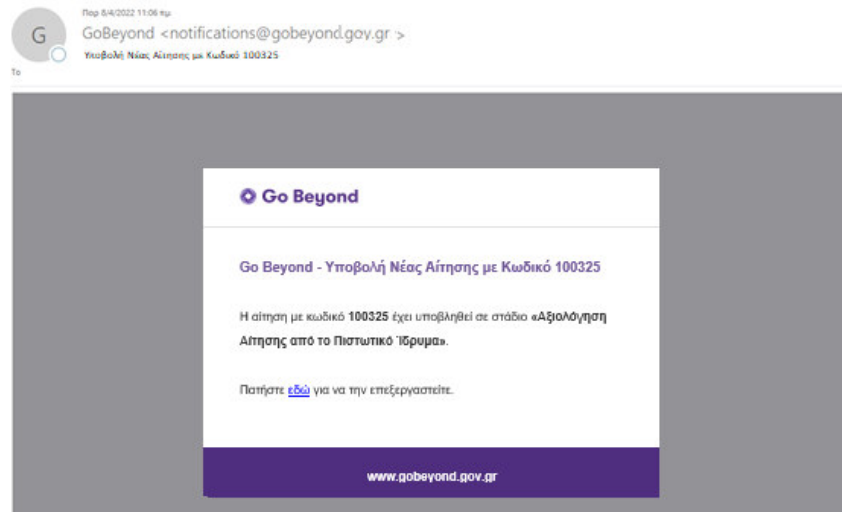 Παρ 8/4/2022 11:06 πμ
G
GoBeyond <notifications@gobeyond.gov.gr >
Υποβολή Νέας Αίτησης με Κωδικό 100325
To
Go Beyond
Go Beyond - Υποβολή Νέας Αίτησης με Κωδικό 100325
Η αίτηση με κωδικό 100325 έχει υποβληθεί σε στάδιο «Αξιολόγηση
Αίτησης από το Πιστωτικό Ίδρυμα».
Πατήστε εδώ για να την επεξεργαστείτε.
www.gobeyond.gov.gr